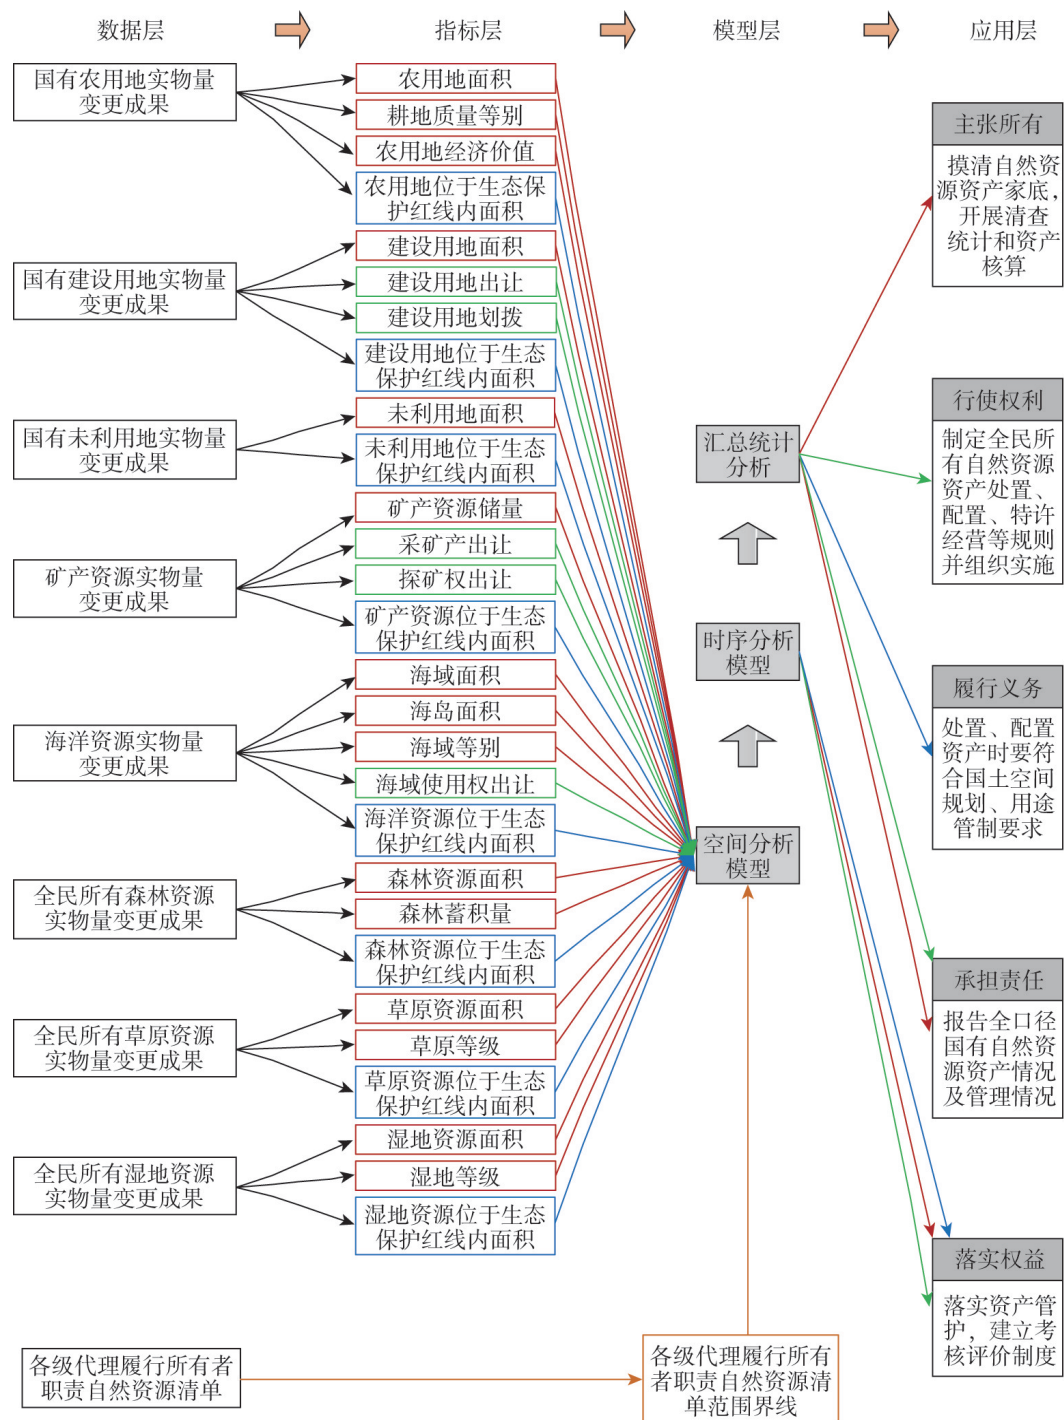 数据层
指标层
模型层
应用层
国有农用地实物量
变更成果
国有建设用地实物量
变更成果
国有未利用地实物量
变更成果
矿产资源实物量
变更成果
海洋资源实物量
变更成果
全民所有森林资源
实物量变更成果
全民所有草原资源
实物量变更成果
全民所有湿地资源
实物量变更成果
各级代理履行所有者
职责自然资源清单
农用地面积
耕地质量等别
农用地经济价值
农用地位于生态保
护红线内面积
建设用地面积
建设用地出让
建设用地划拨
建设用地位于生态
保护红线内面积
未利用地面积
未利用地位于生态
保护红线内面积
矿产资源储量
采矿产出让
探矿权出让
矿产资源位于生态
保护红线内面积
海域面积
海岛面积
海域等别
海域使用权出让
海洋资源位于生态
保护红线内面积
森林资源面积
森林蓄积量
森林资源位于生态
保护红线内面积
草原资源面积
草原等级
草原资源位于生态
保护红线内面积
湿地资源面积
湿地等级
湿地资源位于生态
保护红线内面积
汇总统计
分析
时序分析
模型
空间分析
模型
各级代理履行所有
者职责自然资源清
单范围界线
主张所有
摸清自然资
源资产家底，
开展清查
统计和资产
核算
行使权利
制定全民所
有自然资源
资产处置、
配置、特许
经营等规则
并组织实施
履行义务
处置、配置
资产时要符
合国土空间
规划、用途
管制要求
承担责任
报告全口径
国有自然资
源资产情况
及管理情况
落实权益
落实资产管
护，建立考
核评价制度